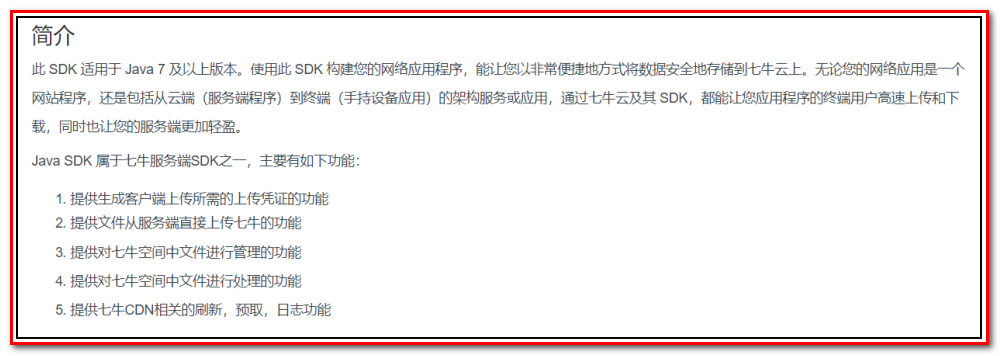 简介
此 SDK 适用于 Java 7 及以上版本。使用此 SDK 构建您的网络应用程序，能让您以非常便捷地方式将数据安全地存储到七牛云上。无论您的网络应用是一个
网站程序，还是包括从云端（服务端程序）到终端（手持设备应用）的架构服务或应用，通过七牛云及其 SDK，都能让您应用程序的终端用户高速上传和下
载，同时也让您的服务端更加轻盈。
Java SDK 属于七牛服务端SDK之一，主要有如下功能：
1. 提供生成客户端上传所需的上传凭证的功能
2. 提供文件从服务端直接上传七牛的功能
3. 提供对七牛空间中文件进行管理的功能
4. 提供对七牛空间中文件进行处理的功能
5. 提供七牛CDN相关的刷新，预取，日志功能